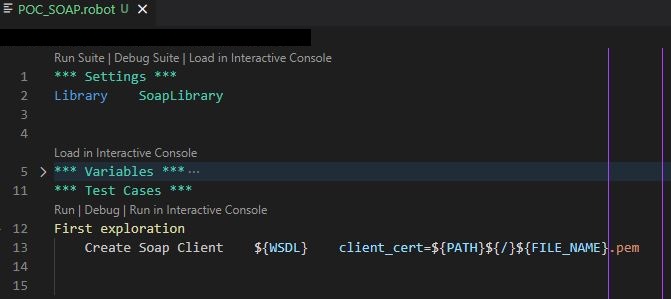 POC_SOAP.robot U
Run Suite | Debug Suite | Load in Interactive Console
1 *** Settings ***
2 Library    SoapLibrary
3
4
Load in Interactive Console
5 *** Variables *** ···
11 *** Test Cases ***
Run | Debug | Run in Interactive Console
12 First exploration
13     Create Soap Client    ${WSDL}    client_cert=${PATH}${/}${FILE_NAME}.pem
14
15